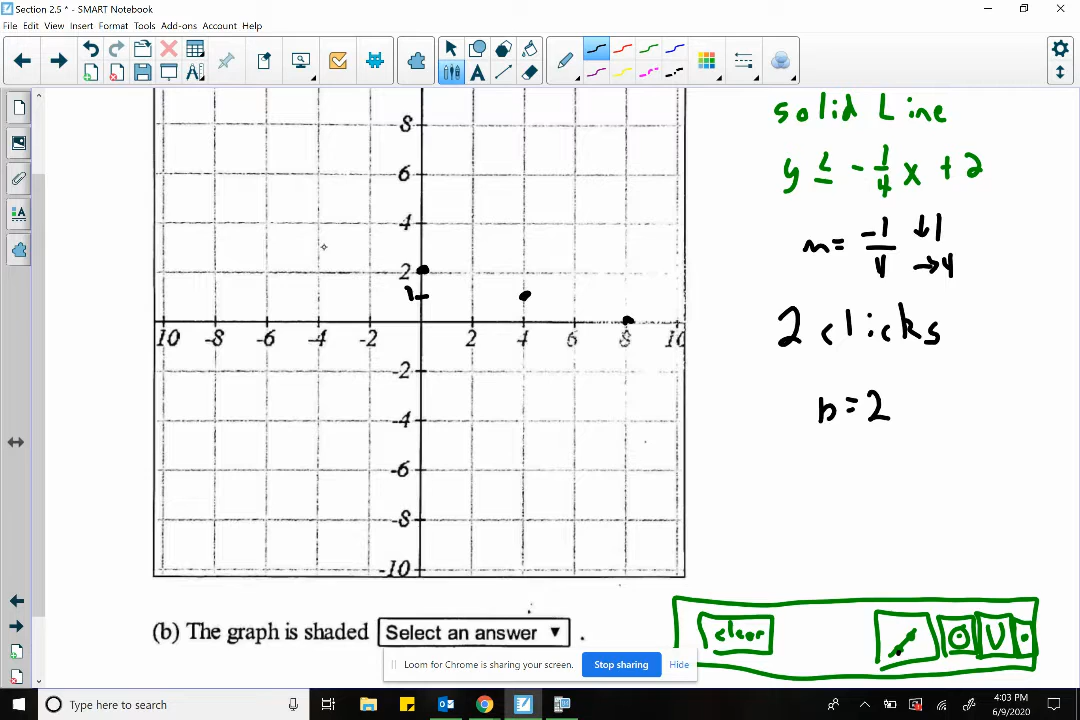 Section 2.5 * - SMART Notebook
File Edit View Insert Format Tools Add-ons Account Help
solid Line
y ≤ -1/4 x + 2
m = -1/4 ↓1 →4
2 clicks
b = 2
8
6
4
2
1
-10 -8 -6 -4 -2 2 4 6 8 10
-2
-4
-6
-8
-10
(b) The graph is shaded Select an answer ▼ .
clear
Loom for Chrome is sharing your screen. Stop sharing Hide
Type here to search
4:03 PM
6/9/2020